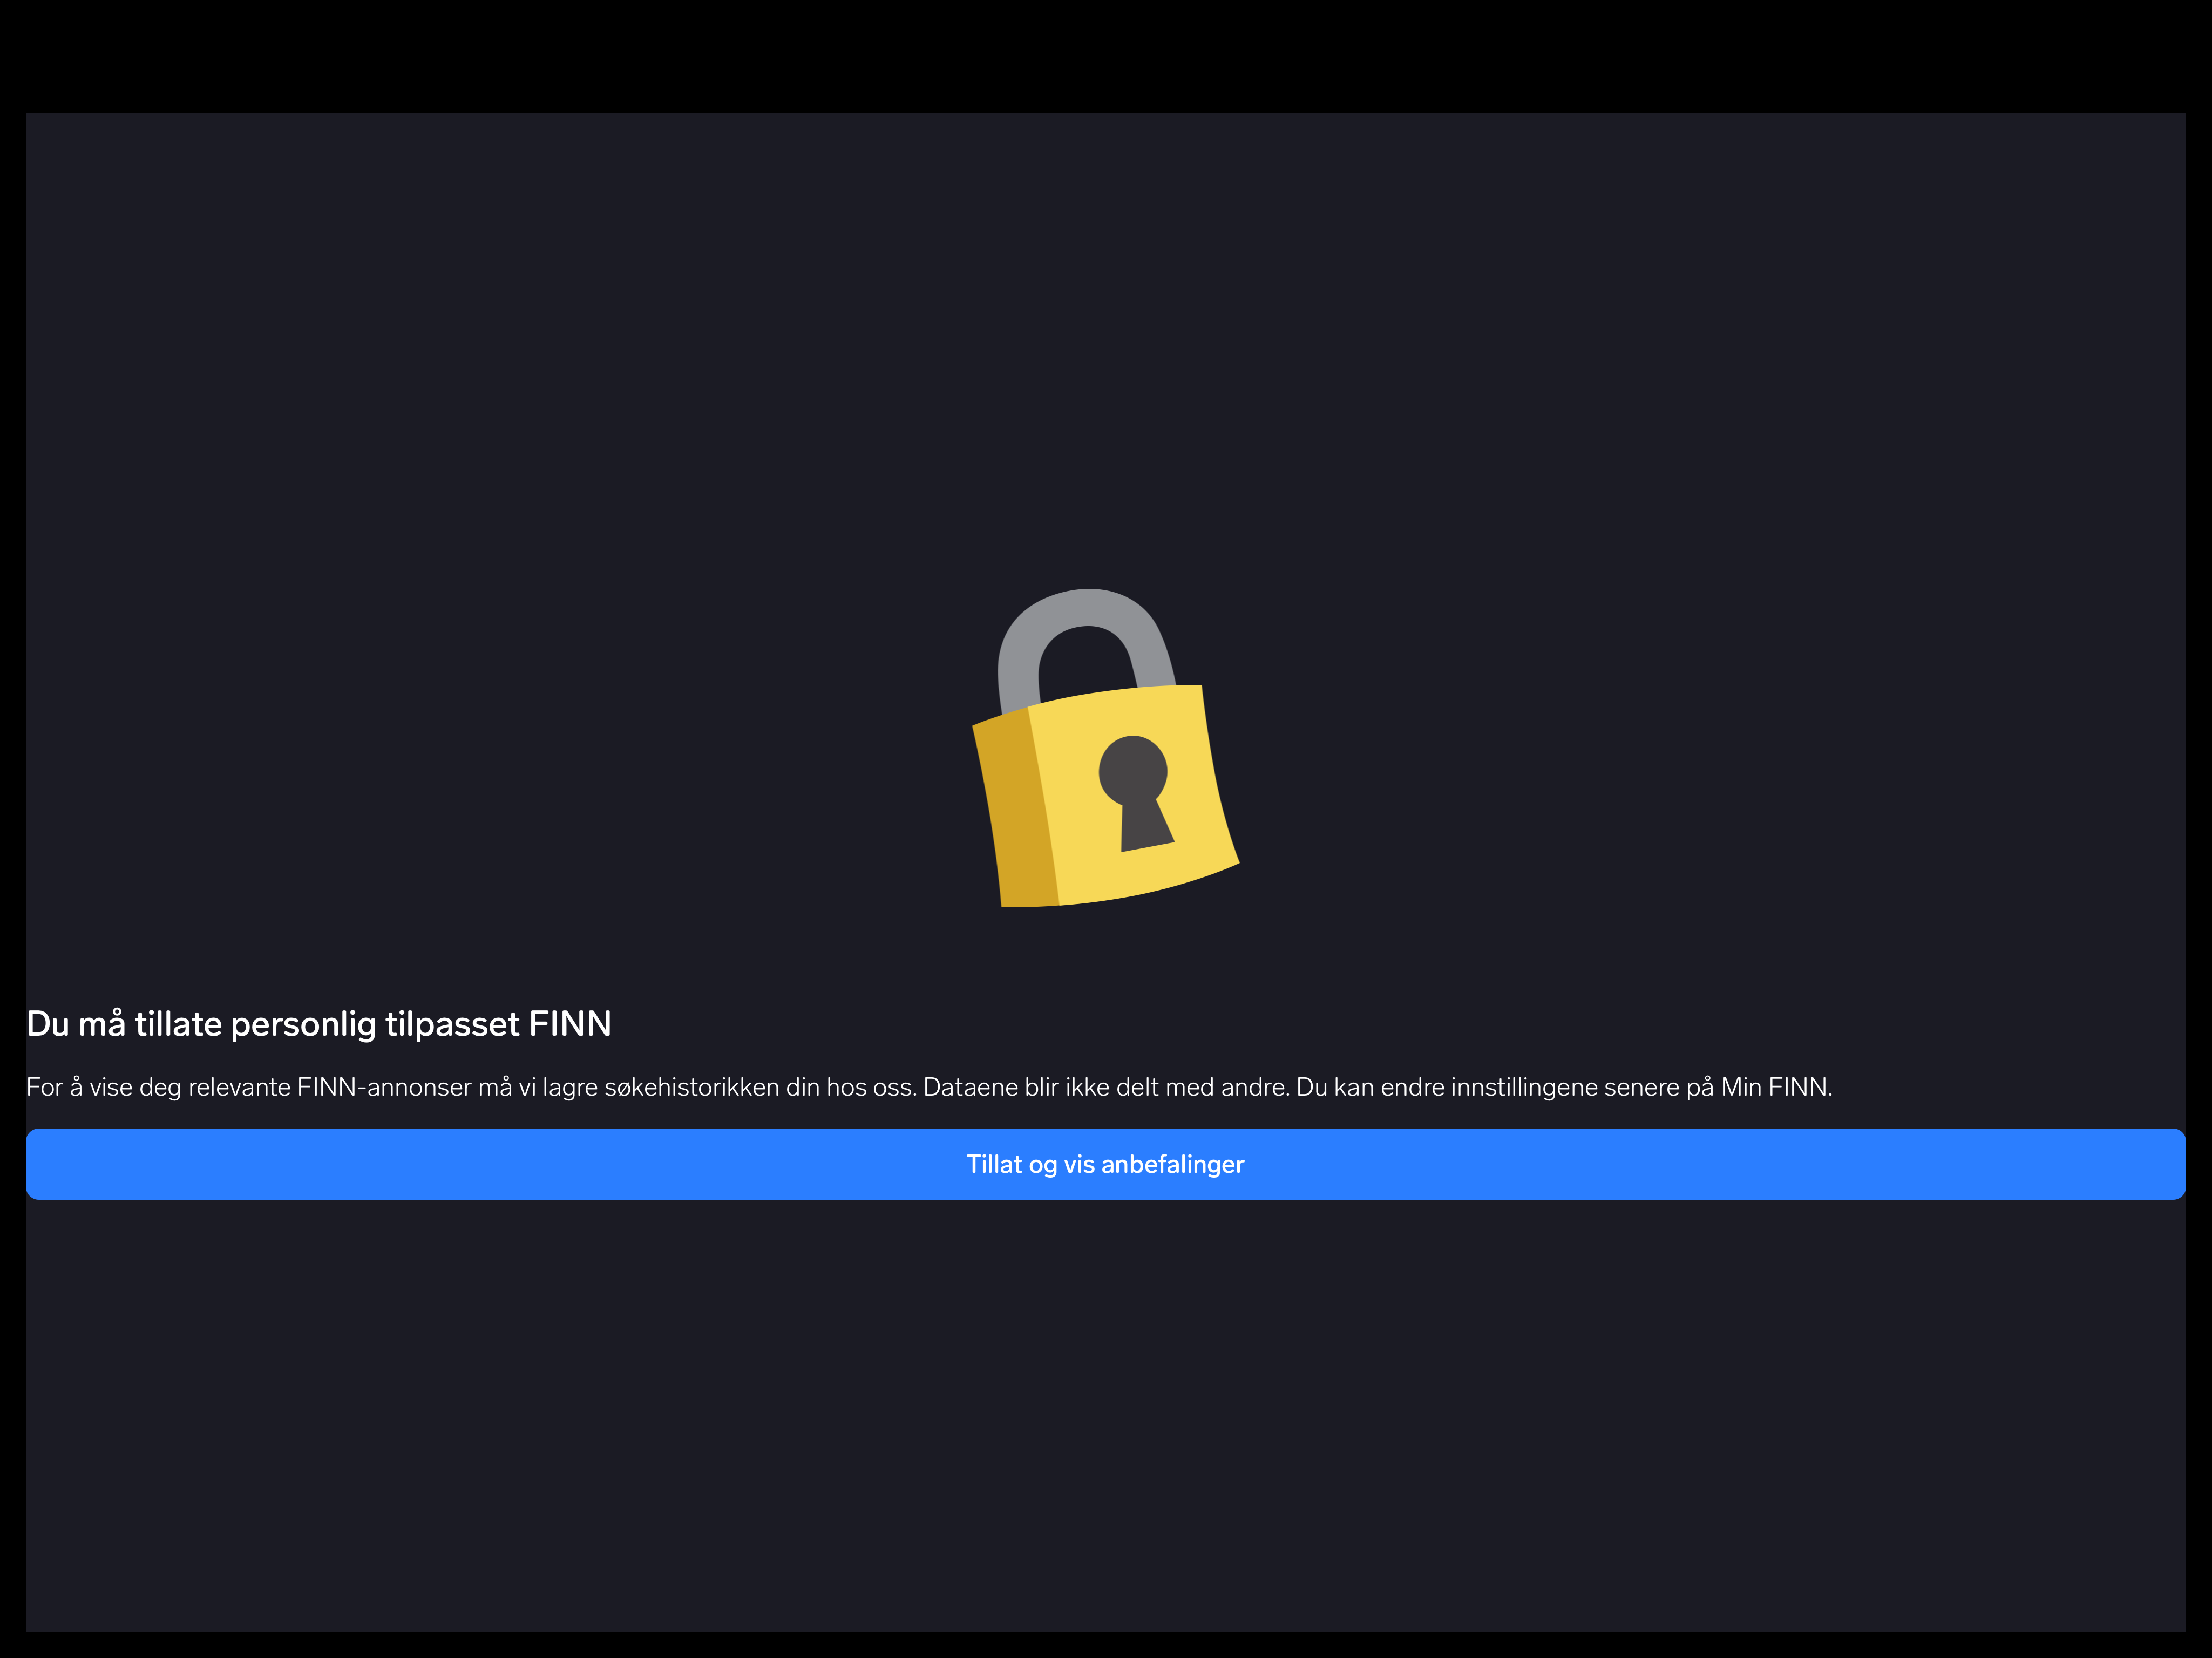 Du må tillate personlig tilpasset FINN
For å vise deg relevante FINN-annonser må vi lagre søkehistorikken din hos oss. Dataene blir ikke delt med andre. Du kan endre innstillingene senere på Min FINN.
Tillat og vis anbefalinger